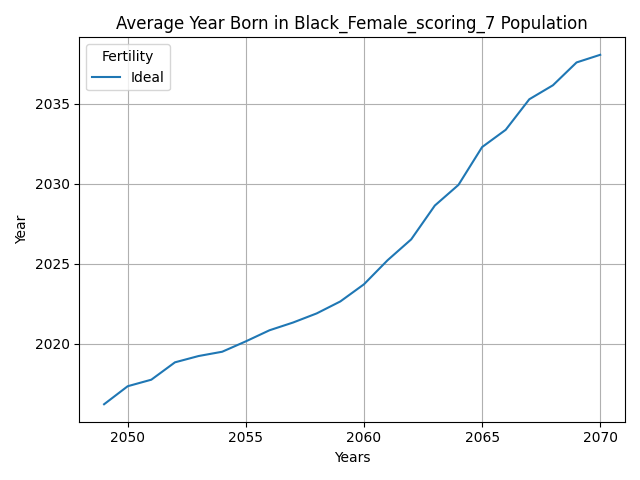 Average Year Born in Black_Female_scoring_7 Population
Fertility
Ideal
Year
2035
2030
2025
2020
2050 2055 2060 2065 2070
Years